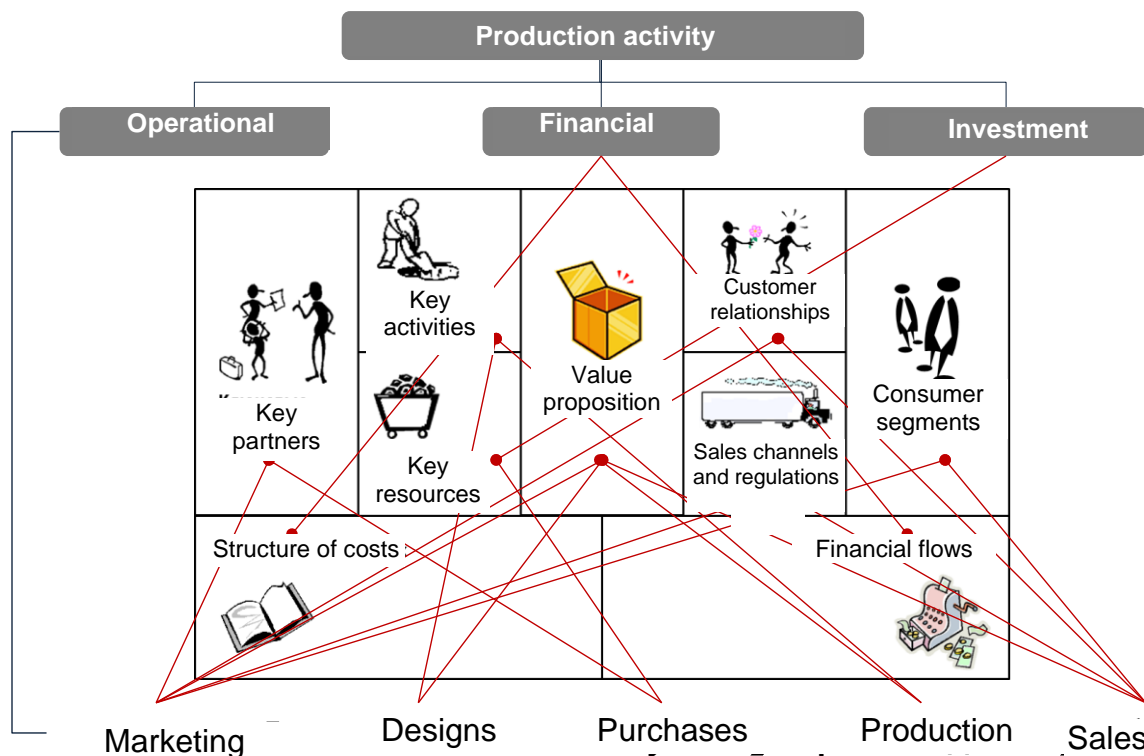 Production activity
Operational
Financial
Investment
Key
activities
Customer
relationships
Value
proposition
Key
partners
Consumer
segments
Key
resources
Sales channels
and regulations
Structure of costs
Financial flows
Marketing
Designs
Purchases
Production
Sales